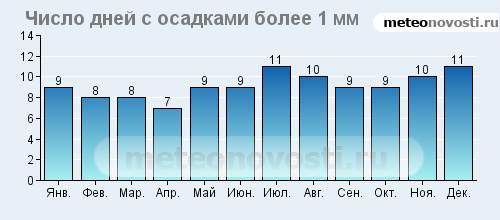 Число дней с осадками более 1 мм
meteonovosti.ru
14
12
10
8
6
4
2
0
9 8 8 7 9 9 11 10 9 9 10 11
meteonovosti.ru
Янв. Фев. Мар. Апр. Май Июн. Июл. Авг. Сен. Окт. Ноя. Дек.